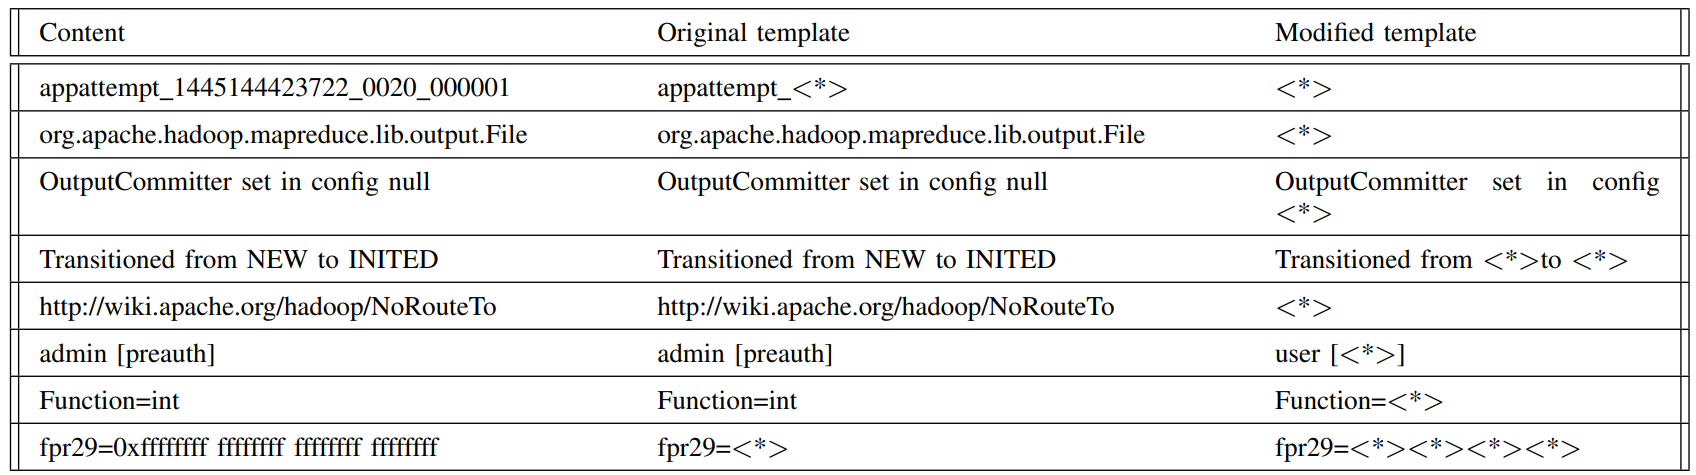 Content Original template Modified template
appattempt_1445144423722_0020_000001 appattempt_<*> <*>
org.apache.hadoop.mapreduce.lib.output.File org.apache.hadoop.mapreduce.lib.output.File <*>
OutputCommitter set in config null OutputCommitter set in config null OutputCommitter set in config
<*>
Transitioned from NEW to INITED Transitioned from NEW to INITED Transitioned from <*>to <*>
http://wiki.apache.org/hadoop/NoRouteTo http://wiki.apache.org/hadoop/NoRouteTo <*>
admin [preauth] admin [preauth] user [<*>]
Function=int Function=int Function=<*>
fpr29=0xffffffff ffffffff ffffffff ffffffff fpr29=<*> fpr29=<*><*><*><*>